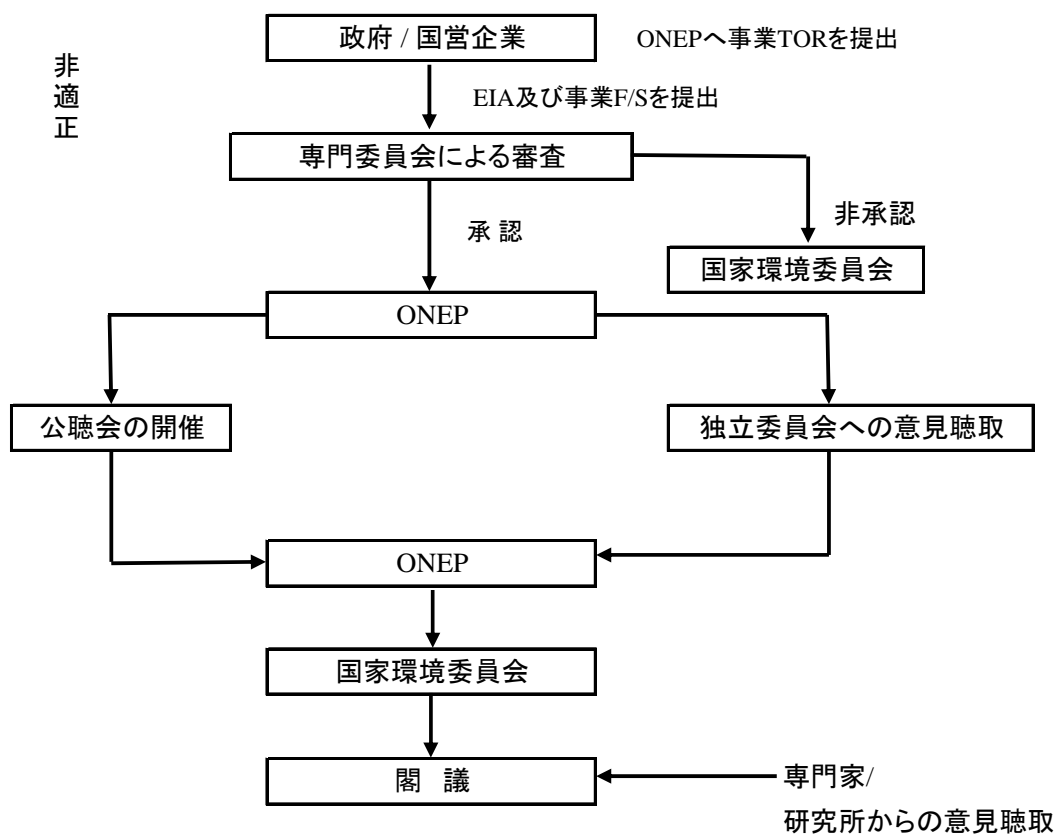 政府 / 国営企業
ONEPへ事業TORを提出
非適正
EIA及び事業F/Sを提出
専門委員会による審査
承 認
非承認
国家環境委員会
ONEP
公聴会の開催
独立委員会への意見聴取
ONEP
国家環境委員会
閣 議
専門家/
研究所からの意見聴取